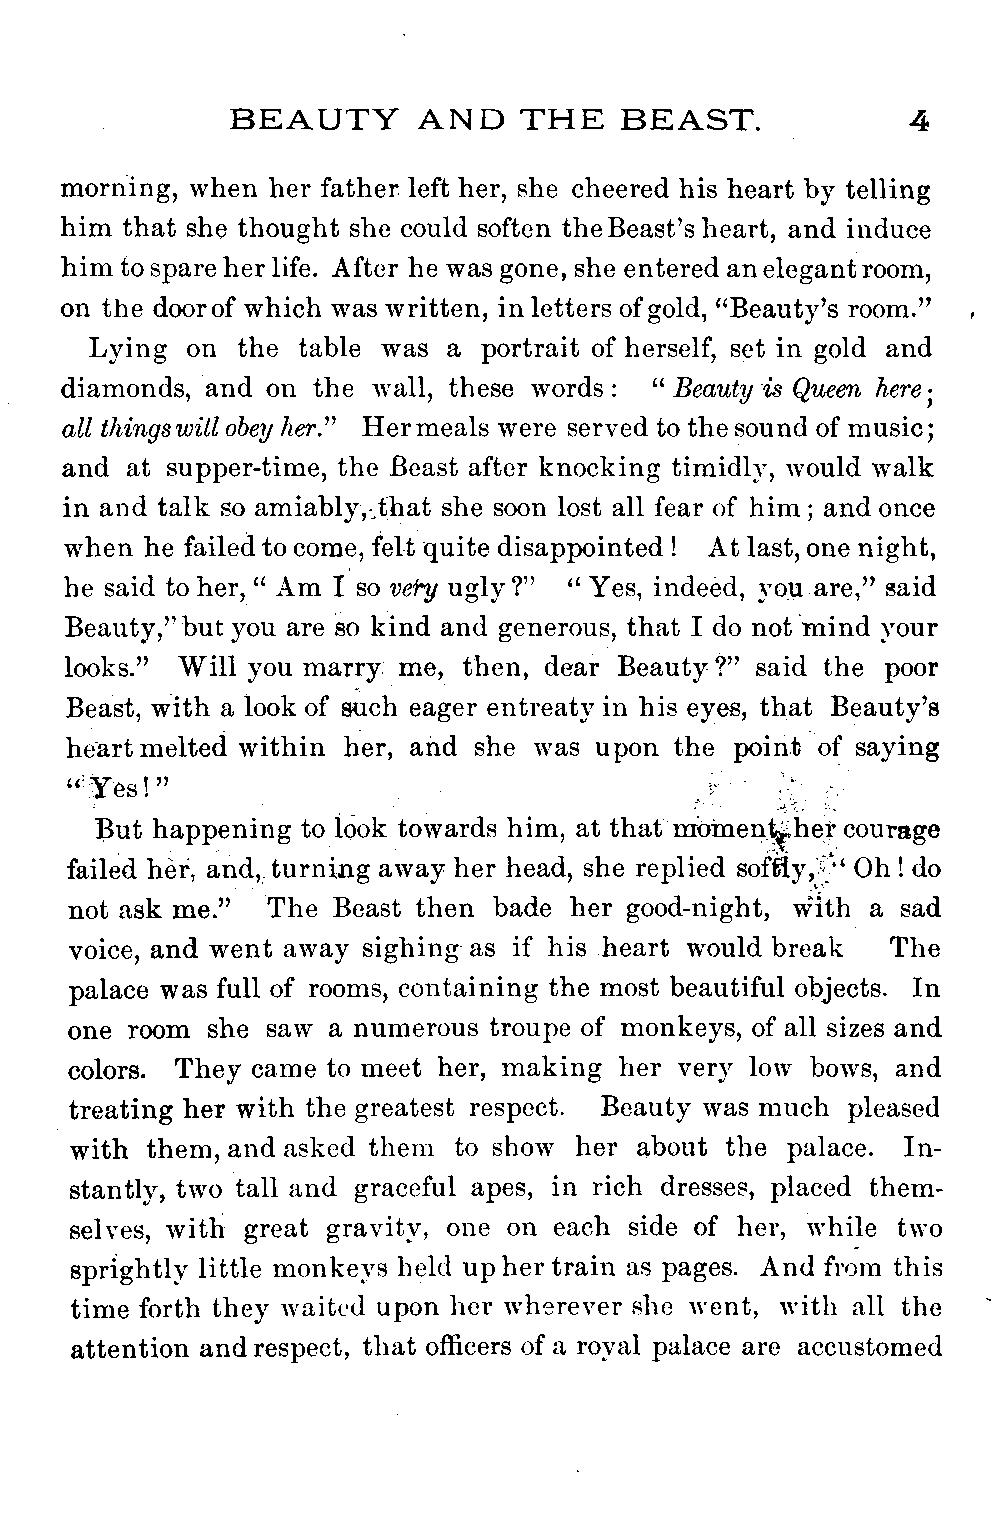 BEAUTY AND THE BEAST. 4
morning, when her father left her, she cheered his heart by telling
him that she thought she could soften the Beast's heart, and induce
him to spare her life. After he was gone, she entered an elegant room,
on the door of which was written, in letters of gold, “Beauty's room.”
Lying on the table was a portrait of herself, set in gold and
diamonds, and on the wall, these words: “Beauty is Queen here;
all things will obey her.” Her meals were served to the sound of music;
and at supper-time, the Beast after knocking timidly, would walk
in and talk so amiably, that she soon lost all fear of him; and once
when he failed to come, felt quite disappointed! At last, one night,
he said to her, “Am I so very ugly?” “Yes, indeed, you are,” said
Beauty,” but you are so kind and generous, that I do not mind your
looks.” Will you marry me, then, dear Beauty?” said the poor
Beast, with a look of such eager entreaty in his eyes, that Beauty's
heart melted within her, and she was upon the point of saying
“Yes!”
But happening to look towards him, at that moment, her courage
failed her, and, turning away her head, she replied softly, “Oh! do
not ask me.” The Beast then bade her good-night, with a sad
voice, and went away sighing as if his heart would break The
palace was full of rooms, containing the most beautiful objects. In
one room she saw a numerous troupe of monkeys, of all sizes and
colors. They came to meet her, making her very low bows, and
treating her with the greatest respect. Beauty was much pleased
with them, and asked them to show her about the palace. In-
stantly, two tall and graceful apes, in rich dresses, placed them-
selves, with great gravity, one on each side of her, while two
sprightly little monkeys held up her train as pages. And from this
time forth they waited upon her wherever she went, with all the
attention and respect, that officers of a royal palace are accustomed